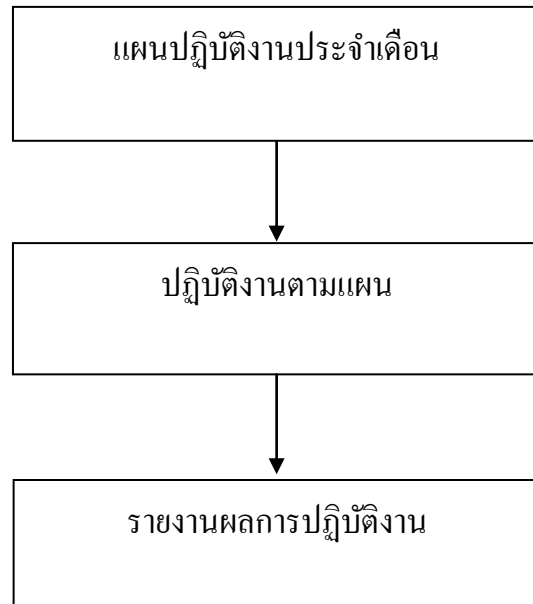 แผนปฏิบัติงานประจำเดือน
ปฏิบัติงานตามแผน
รายงานผลการปฏิบัติงาน